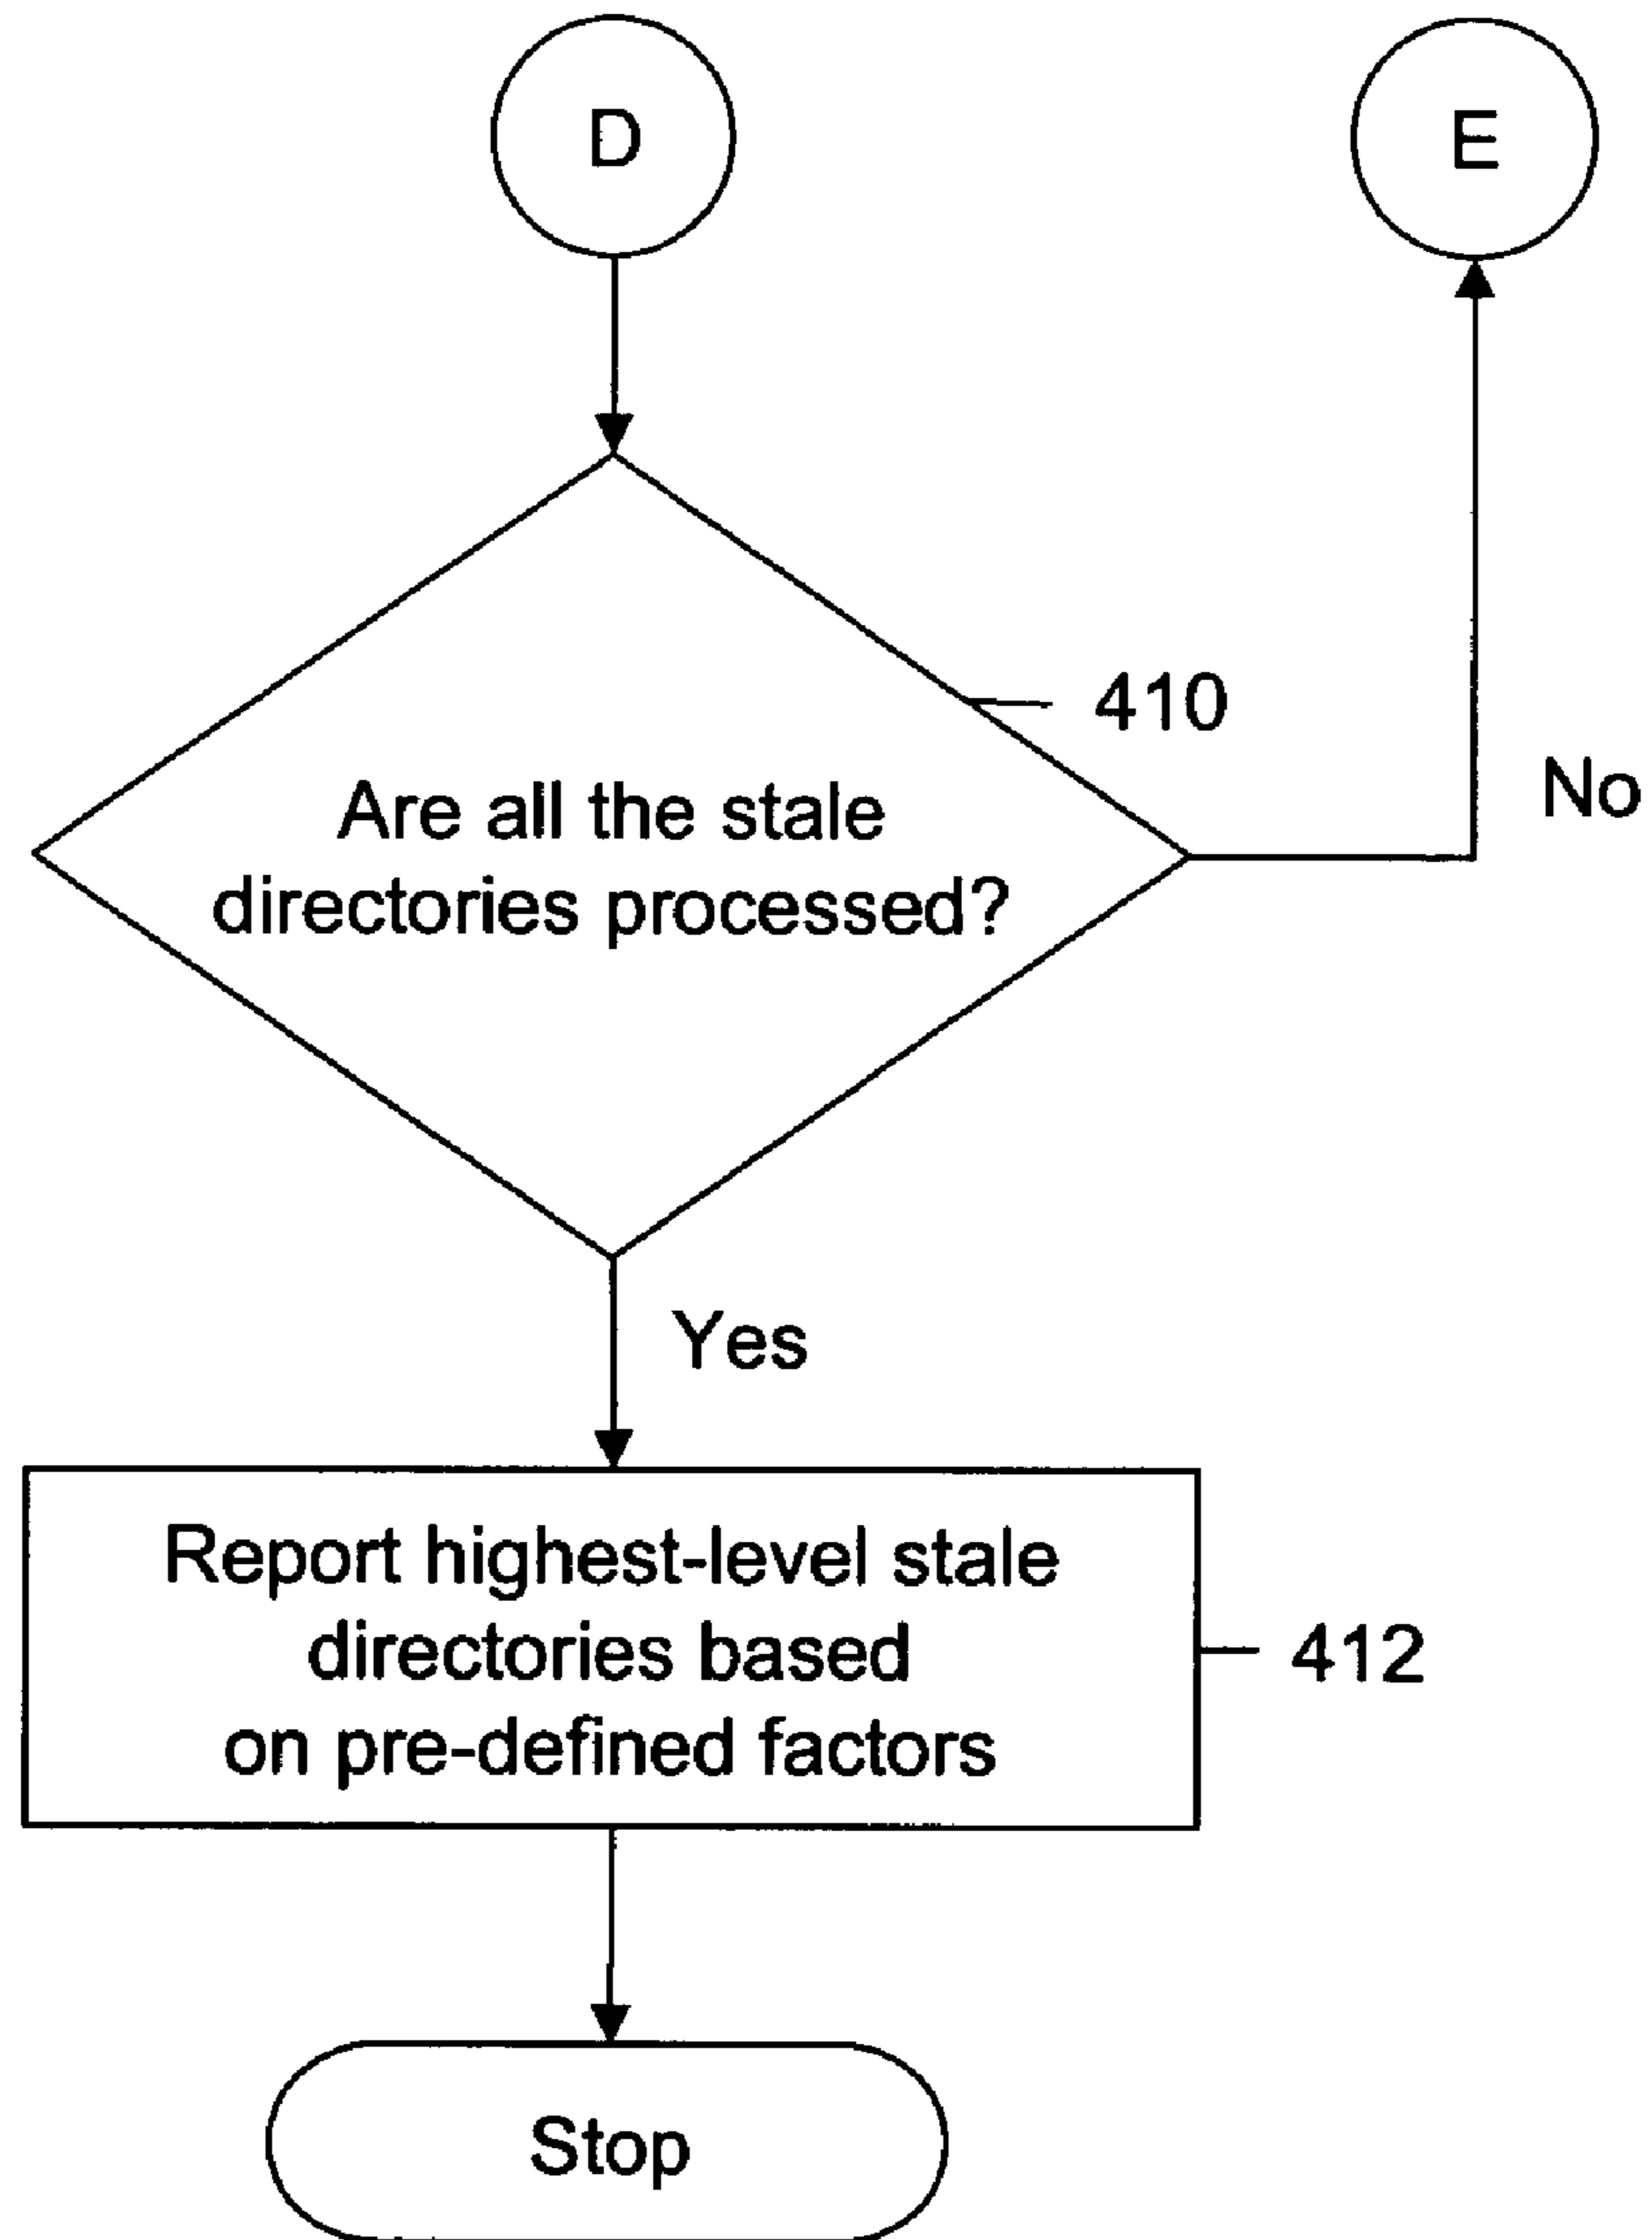 D
E
410
Are all the stale
directories processed?
No
Yes
Report highest-level stale
directories based
on pre-defined factors
412
Stop